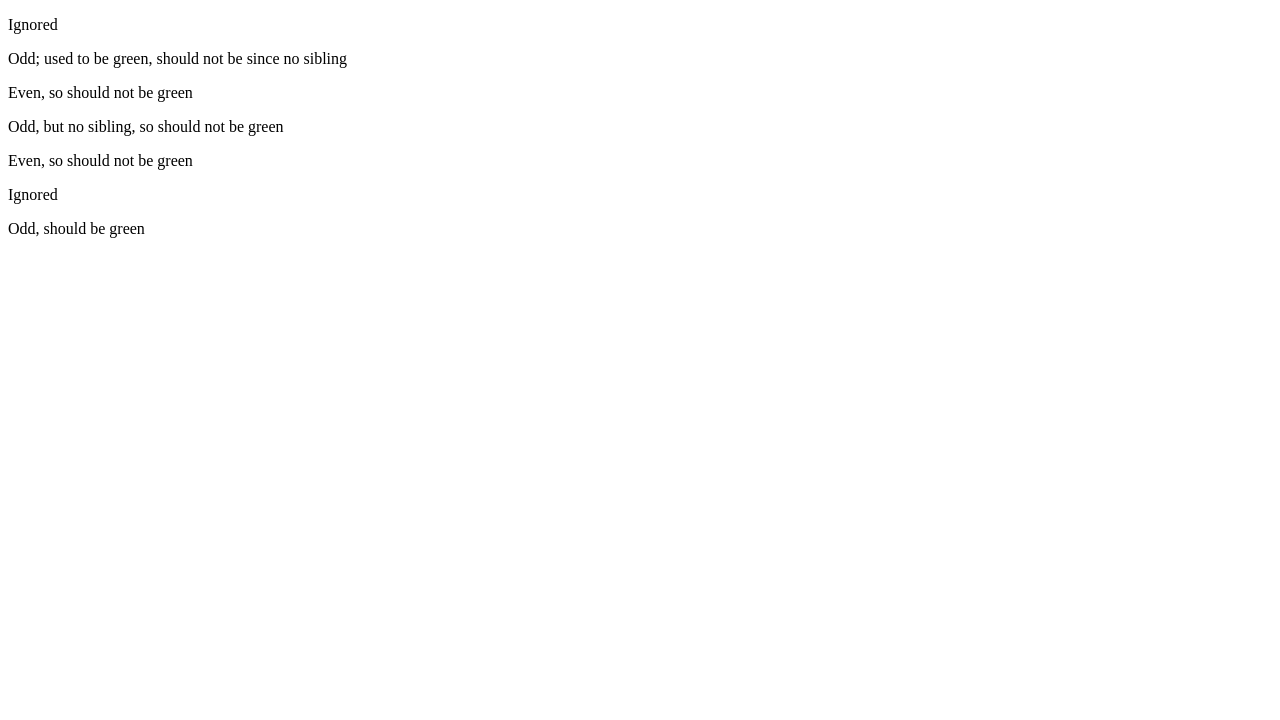 Ignored
Odd; used to be green, should not be since no sibling
Even, so should not be green
Odd, but no sibling, so should not be green
Even, so should not be green
Ignored
Odd, should be green